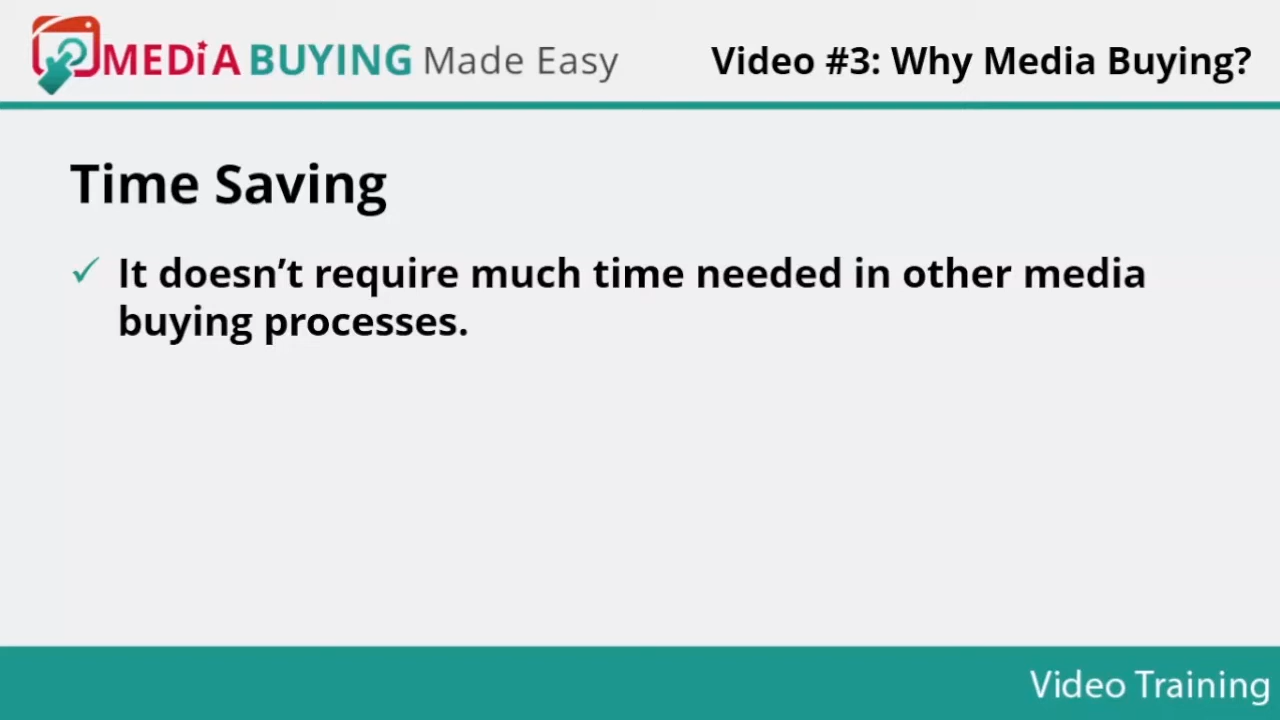 MEDiA BUYING Made Easy
Video #3: Why Media Buying?
Time Saving
✓ It doesn’t require much time needed in other media
buying processes.
Video Training